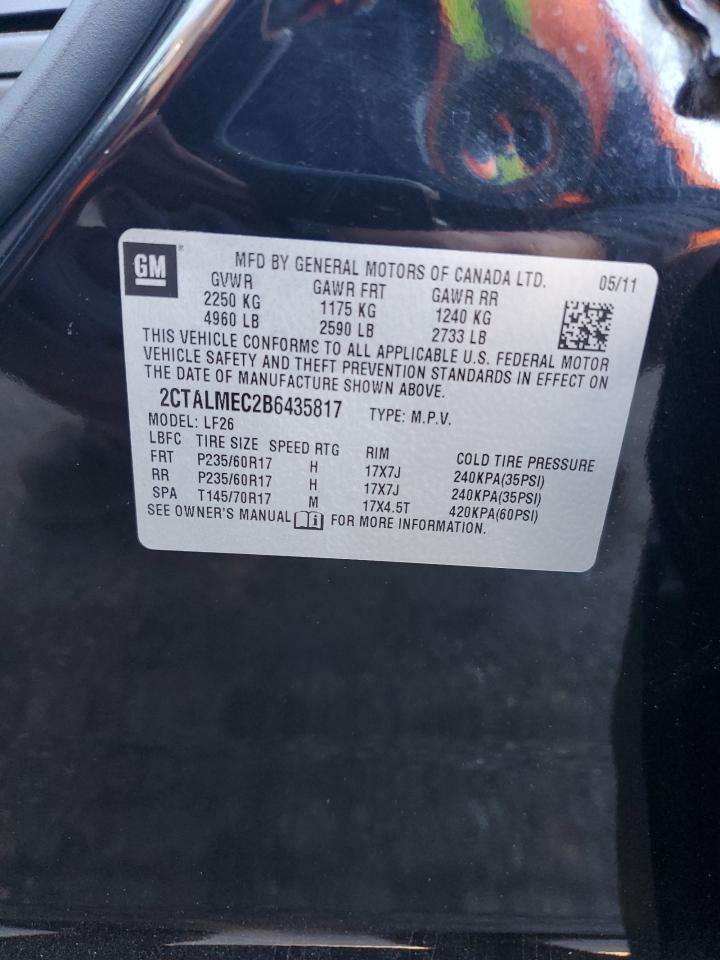 GM
MFD BY GENERAL MOTORS OF CANADA LTD. 05/11
GVWR GAWR FRT GAWR RR
2250 KG 1175 KG 1240 KG
4960 LB 2590 LB 2733 LB
THIS VEHICLE CONFORMS TO ALL APPLICABLE U.S. FEDERAL MOTOR
VEHICLE SAFETY AND THEFT PREVENTION STANDARDS IN EFFECT ON
THE DATE OF MANUFACTURE SHOWN ABOVE.
2CTALMEC2B6435817 TYPE: M.P.V.
MODEL: LF26
LBFC TIRE SIZE SPEED RTG RIM COLD TIRE PRESSURE
FRT P235/60R17 H 17X7J 240KPA(35PSI)
RR P235/60R17 H 17X7J 240KPA(35PSI)
SPA T145/70R17 M 17X4.5T 420KPA(60PSI)
SEE OWNER'S MANUAL FOR MORE INFORMATION.